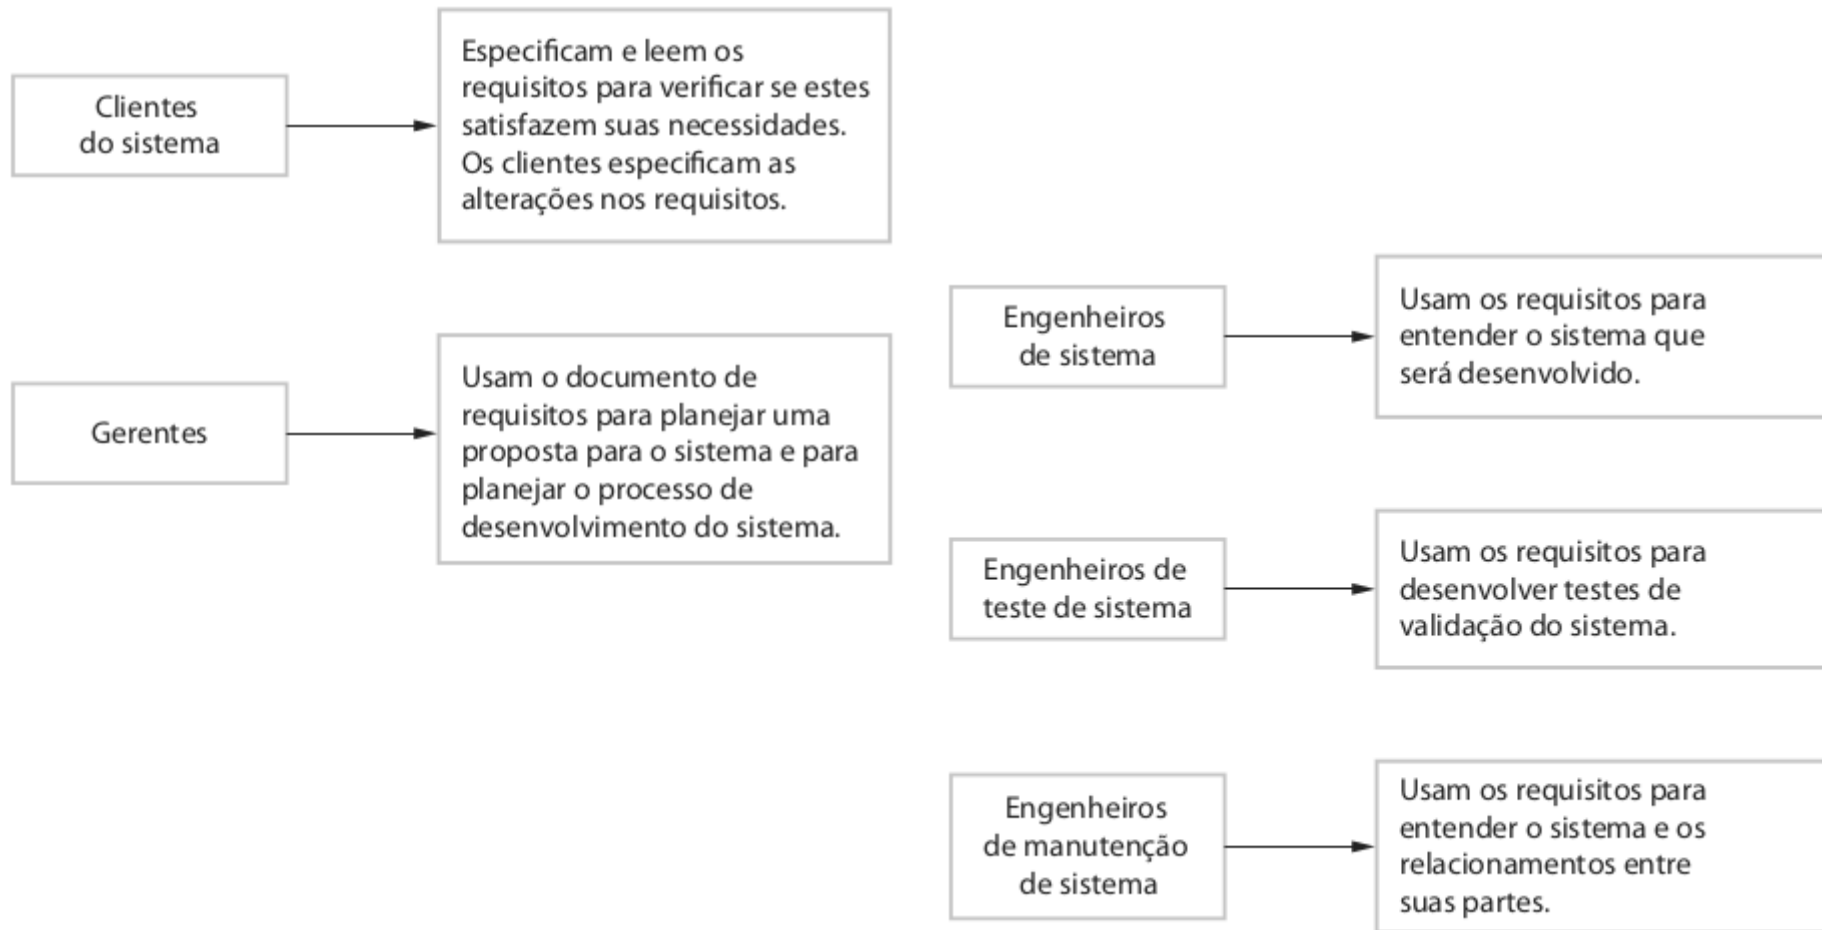 Clientes
do sistema
Especificam e leem os
requisitos para verificar se estes
satisfazem suas necessidades.
Os clientes especificam as
alterações nos requisitos.
Gerentes
Usam o documento de
requisitos para planejar uma
proposta para o sistema e para
planejar o processo de
desenvolvimento do sistema.
Engenheiros
de sistema
Usam os requisitos para
entender o sistema que
será desenvolvido.
Engenheiros de
teste de sistema
Usam os requisitos para
desenvolver testes de
validação do sistema.
Engenheiros
de manutenção
de sistema
Usam os requisitos para
entender o sistema e os
relacionamentos entre
suas partes.